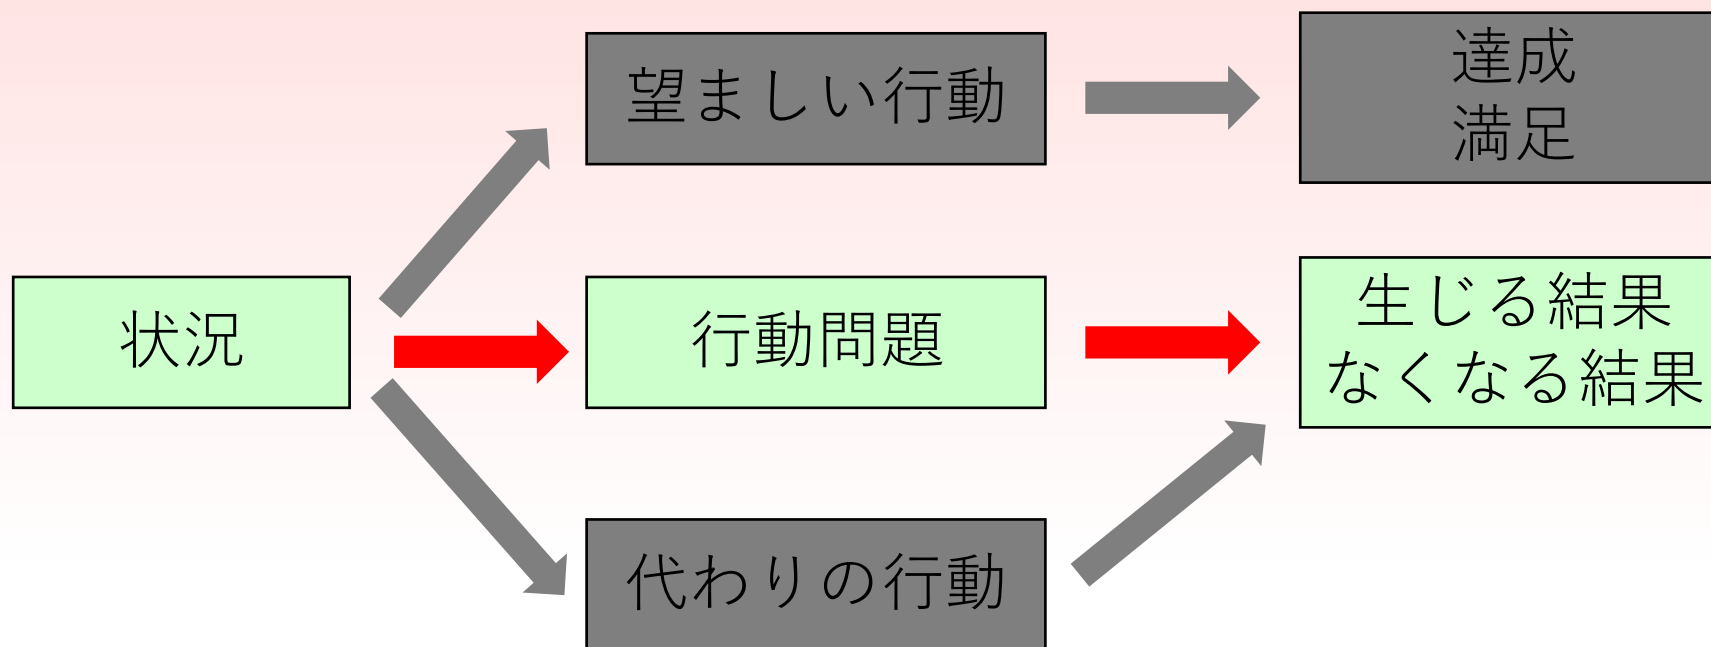 望ましい行動
達成
満足
状況
行動問題
生じる結果
なくなる結果
代わりの行動